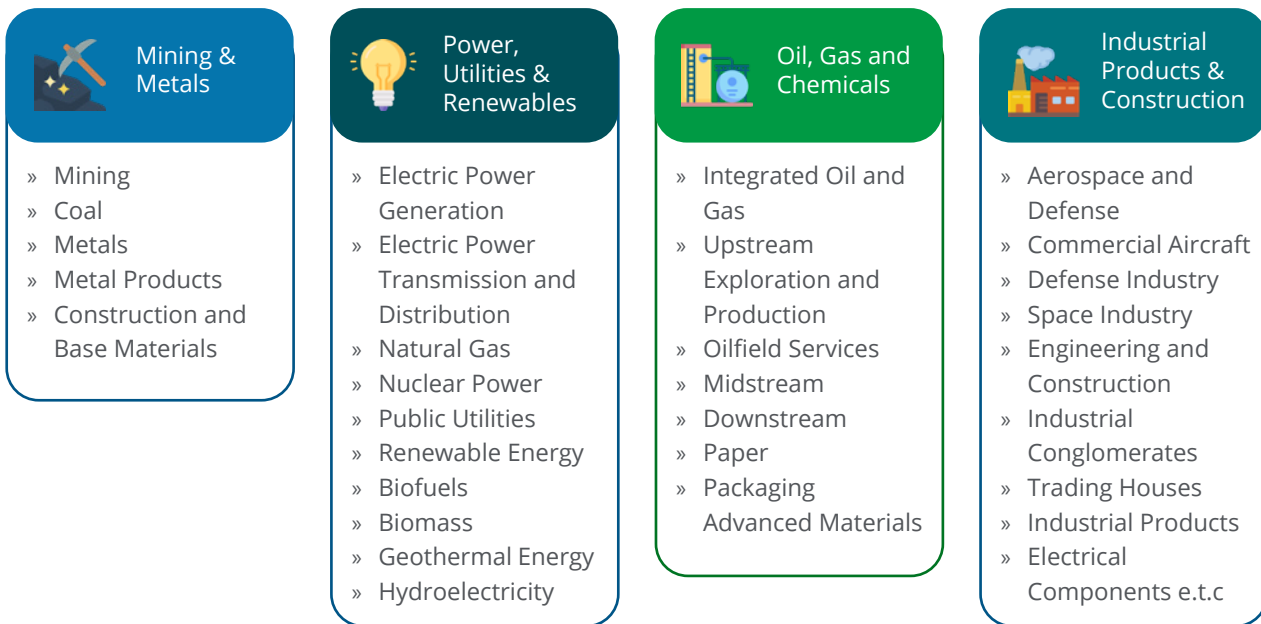 Mining &
Metals
» Mining
» Coal
» Metals
» Metal Products
» Construction and
Base Materials
Power,
Utilities &
Renewables
» Electric Power
Generation
» Electric Power
Transmission and
Distribution
» Natural Gas
» Nuclear Power
» Public Utilities
» Renewable Energy
» Biofuels
» Biomass
» Geothermal Energy
» Hydroelectricity
Oil, Gas and
Chemicals
» Integrated Oil and
Gas
» Upstream
Exploration and
Production
» Oilfield Services
» Midstream
» Downstream
» Paper
» Packaging
Advanced Materials
Industrial
Products &
Construction
» Aerospace and
Defense
» Commercial Aircraft
» Defense Industry
» Space Industry
» Engineering and
Construction
» Industrial
Conglomerates
» Trading Houses
» Industrial Products
» Electrical
Components e.t.c